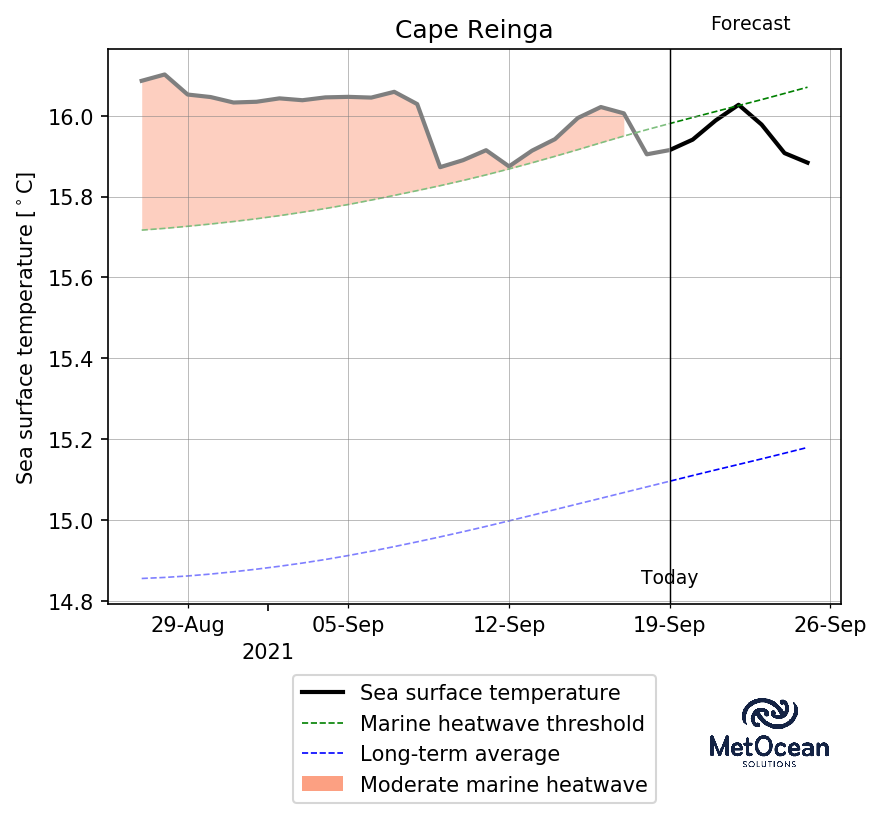 Forecast
Cape Reinga
Sea surface temperature [°C]
16.0
15.8
15.6
15.4
15.2
15.0
14.8
Today
29-Aug 05-Sep 12-Sep 19-Sep 26-Sep
2021
Sea surface temperature
Marine heatwave threshold
Long-term average
Moderate marine heatwave
MetOcean
SOLUTIONS